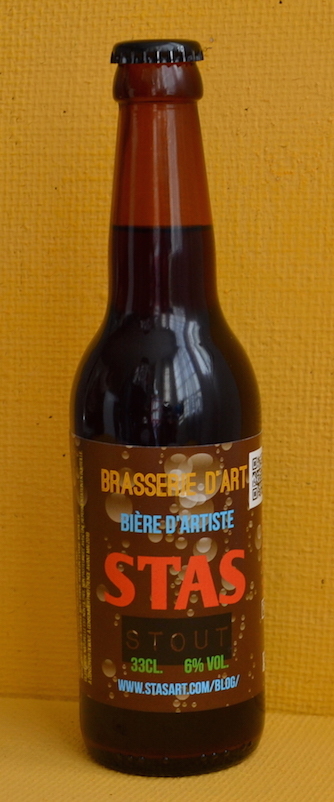 BRASSERIE D'ART
BIÈRE D'ARTISTE
STAS
STOUT
33CL. 6% VOL.
WWW.STASART.COM/BLOG/